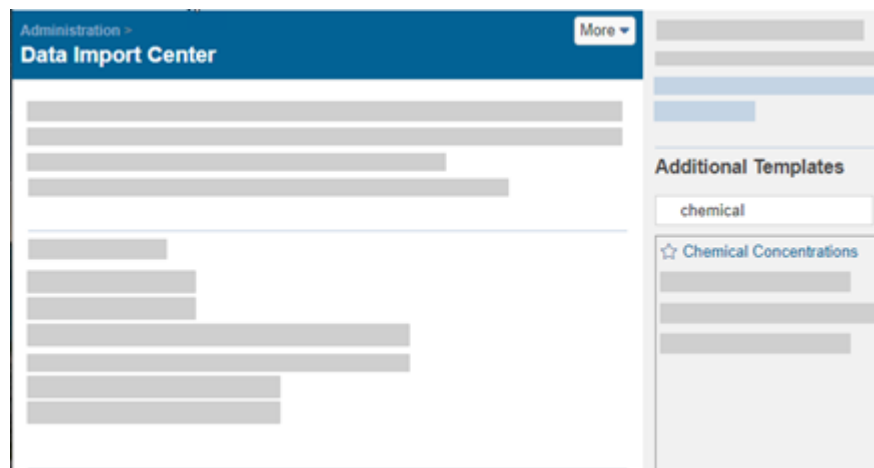 Administration >
Data Import Center
More
Additional Templates
chemical
Chemical Concentrations